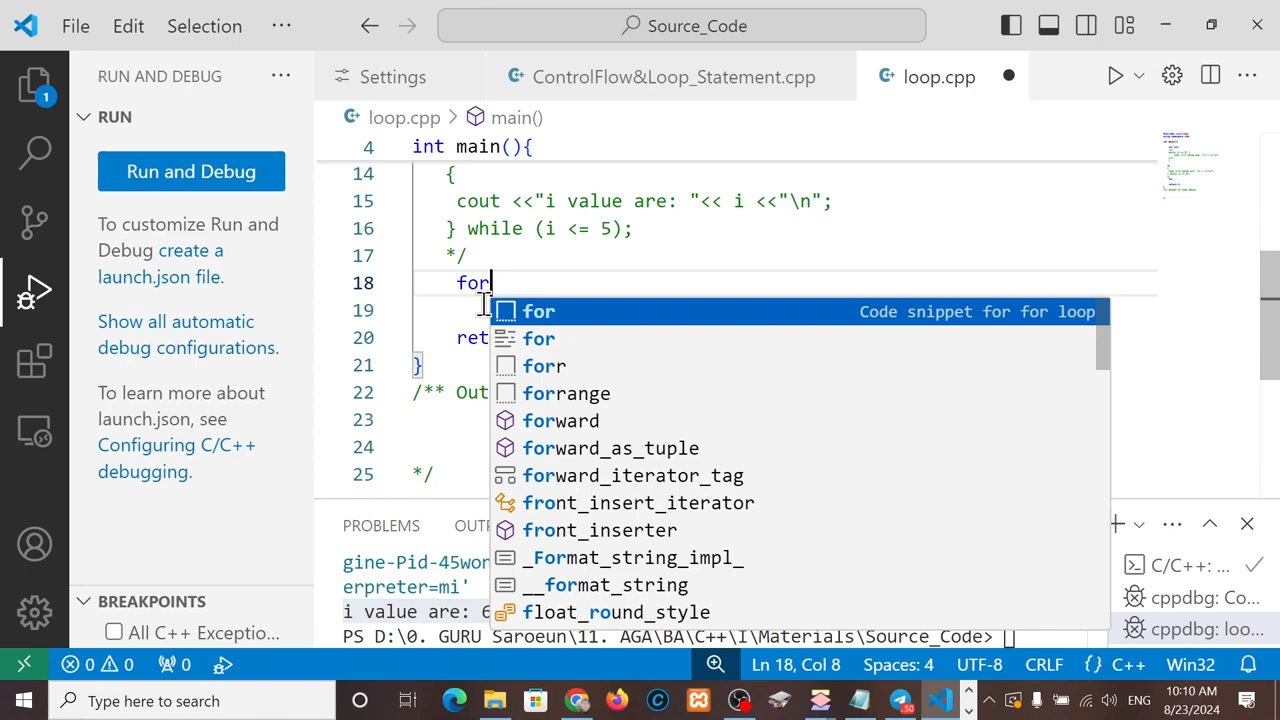 File Edit Selection ··· Source_Code
RUN AND DEBUG ···
Settings ControlFlow&Loop_Statement.cpp loop.cpp
loop.cpp > main()
RUN
Run and Debug
To customize Run and
Debug create a
launch.json file.
Show all automatic
debug configurations.
To learn more about
launch.json, see
Configuring C/C++
debugging.
BREAKPOINTS
All C++ Exceptio...
1
4 int main(){
14 {
15 cout <<"i value are: "<< i <<"\n";
16 } while (i <= 5);
17 */
18 for
19
20 ret
21 }
22 /** Out
23
24
25 */
for Code snippet for for loop
for
forr
forrange
forward
forward_as_tuple
forward_iterator_tag
front_insert_iterator
front_inserter
_Format_string_impl_
__format_string
float_round_style
PROBLEMS OUT
gine-Pid-45wor
erpreter=mi'
i value are: 6
PS D:\0. GURU Saroeun\11. AGA\BA\C++\I\Materials\Source_Code>
C/C++: ...
cppdbg: Co...
cppdbg: loo...
0 0 0 Ln 18, Col 8 Spaces: 4 UTF-8 CRLF {} C++ Win32
Type here to search 50 ENG 10:10 AM
8/23/2024